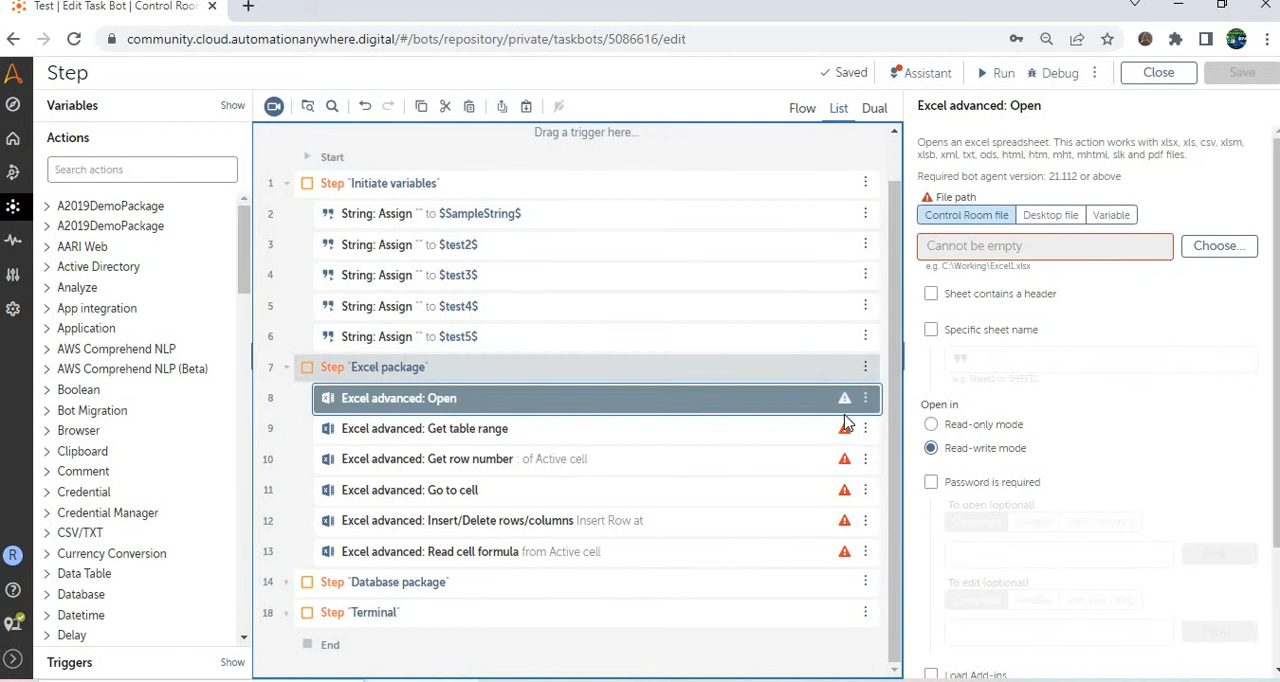 Test | Edit Task Bot | Control Roor
community.cloud.automationanywhere.digital/#/bots/repository/private/taskbots/5086616/edit
Step
Saved
Assistant
Run
Debug
Close
Save
Variables
Show
Actions
Search actions
A2019DemoPackage
A2019DemoPackage
AARI Web
Active Directory
Analyze
App integration
Application
AWS Comprehend NLP
AWS Comprehend NLP (Beta)
Boolean
Bot Migration
Browser
Clipboard
Comment
Credential
Credential Manager
CSV/TXT
Currency Conversion
Data Table
Database
Datetime
Delay
Triggers
Show
R
Flow
List
Dual
Drag a trigger here...
Start
1 Step "Initiate variables"
2 String: Assign "" to $SampleString$
3 String: Assign "" to $test2$
4 String: Assign "" to $test3$
5 String: Assign "" to $test4$
6 String: Assign "" to $test5$
7 Step "Excel package"
8 Excel advanced: Open
9 Excel advanced: Get table range
10 Excel advanced: Get row number : of Active cell
11 Excel advanced: Go to cell
12 Excel advanced: Insert/Delete rows/columns Insert Row at
13 Excel advanced: Read cell formula from Active cell
14 Step "Database package"
18 Step "Terminal"
End
Excel advanced: Open
Opens an excel spreadsheet. This action works with xlsx, xls, csv, xlsm,
xlsb, xml, txt, ods, html, htm, mht, mhtml, slk and pdf files.
Required bot agent version: 21.112 or above
File path
Control Room file
Desktop file
Variable
Cannot be empty
Choose...
e.g. C:\Working\Excel1.xlsx
Sheet contains a header
Specific sheet name
e.g. Sheet1 or SHEET1
Open in
Read-only mode
Read-write mode
Password is required
To open (optional)
To edit (optional)
Load Add-ins